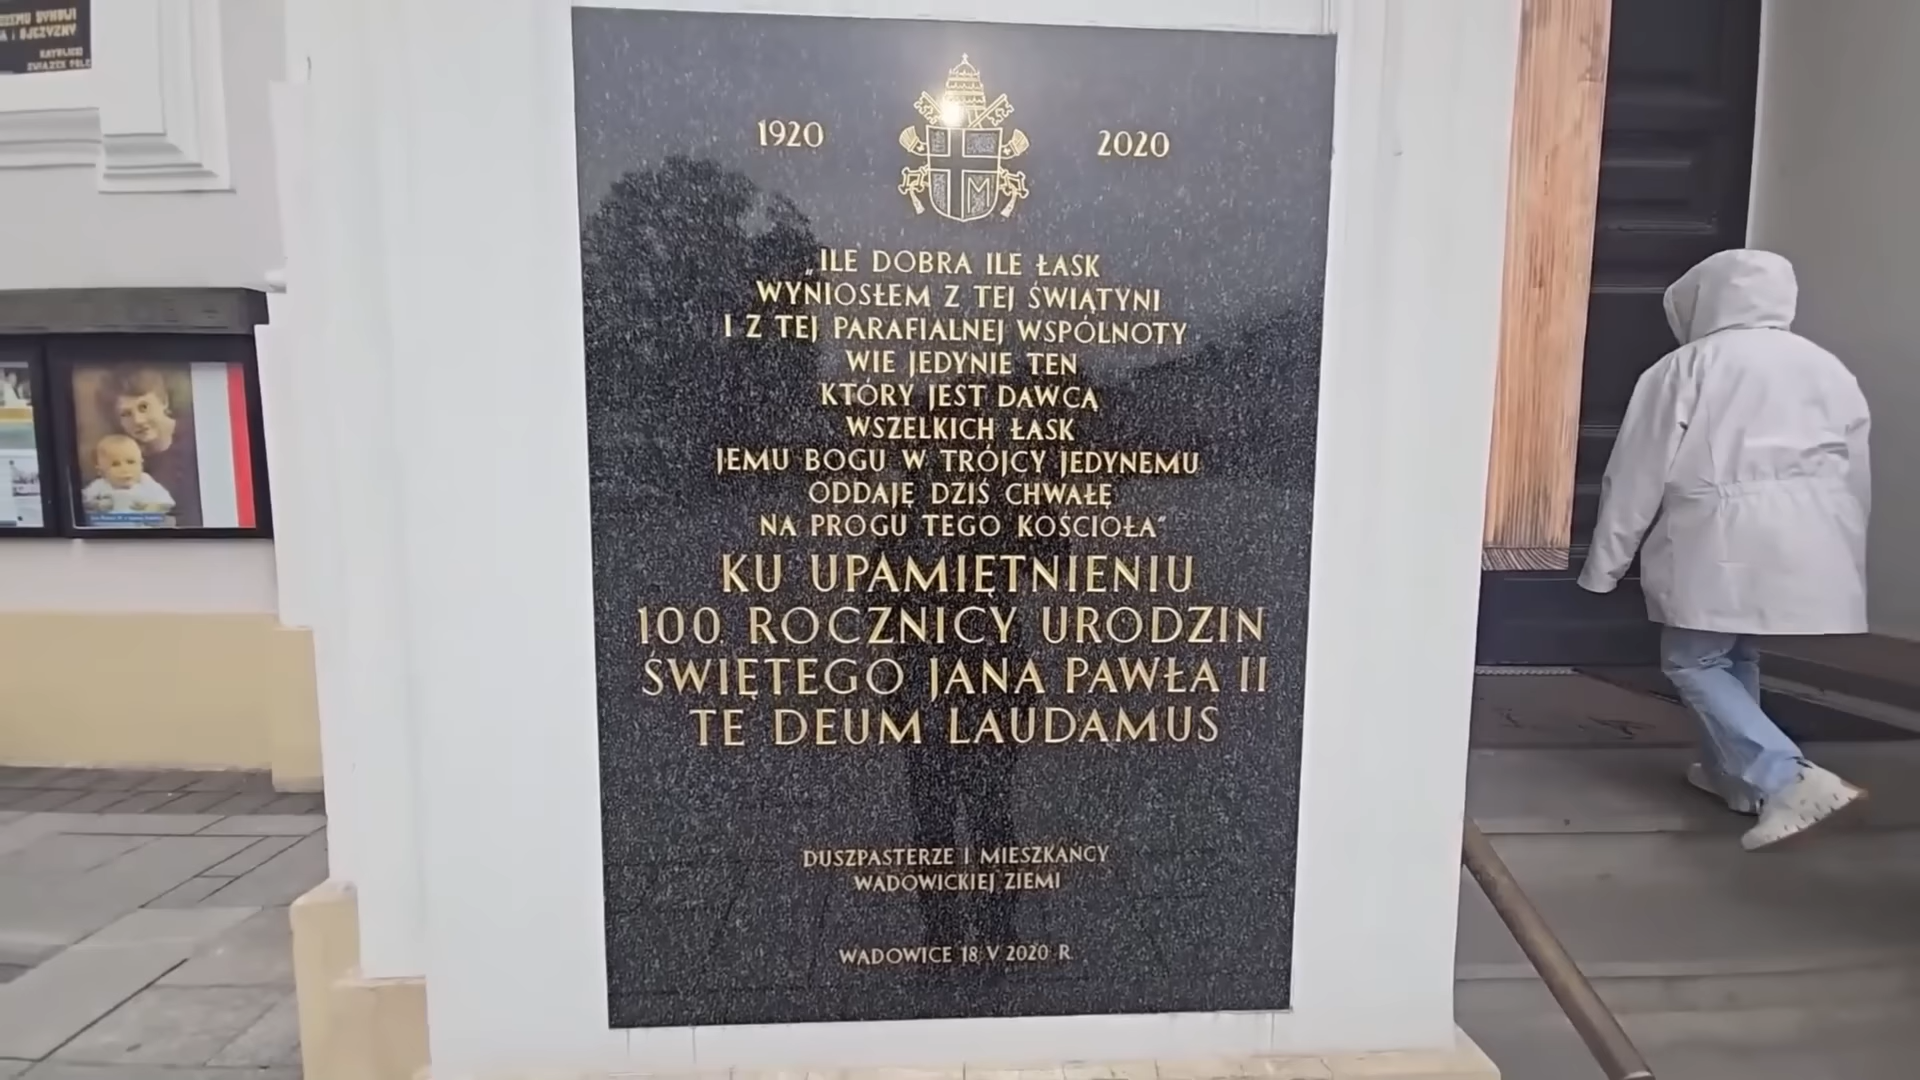 1920 2020
M
„ILE DOBRA ILE ŁASK
WYNIOSŁEM Z TEJ ŚWIĄTYNI
I Z TEJ PARAFIALNEJ WSPÓLNOTY
WIE JEDYNIE TEN
KTÓRY JEST DAWCĄ
WSZELKICH ŁASK
JEMU BOGU W TRÓJCY JEDYNEMU
ODDAJĘ DZIŚ CHWAŁĘ
NA PROGU TEGO KOŚCIOŁA"
KU UPAMIĘTNIENIU
100 ROCZNICY URODZIN
ŚWIĘTEGO JANA PAWŁA II
TE DEUM LAUDAMUS
DUSZPASTERZE I MIESZKAŃCY
WADOWICKIEJ ZIEMI
WADOWICE 18 V 2020 R